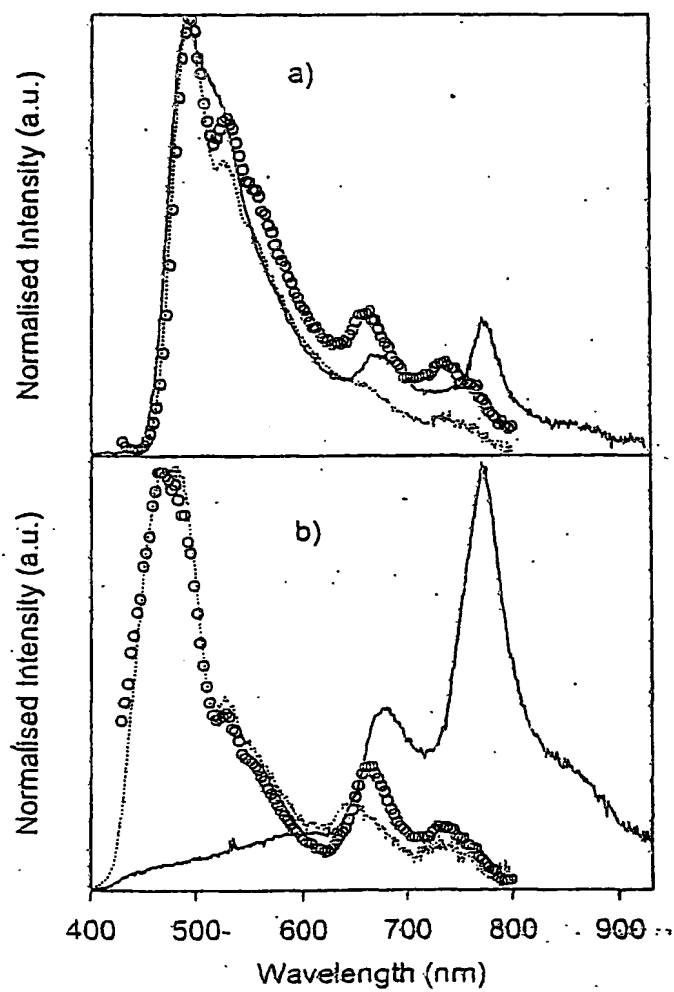 a)
Normalised Intensity (a.u.)
b)
Normalised Intensity (a.u.)
400 500 600 700 800 900
Wavelength (nm)